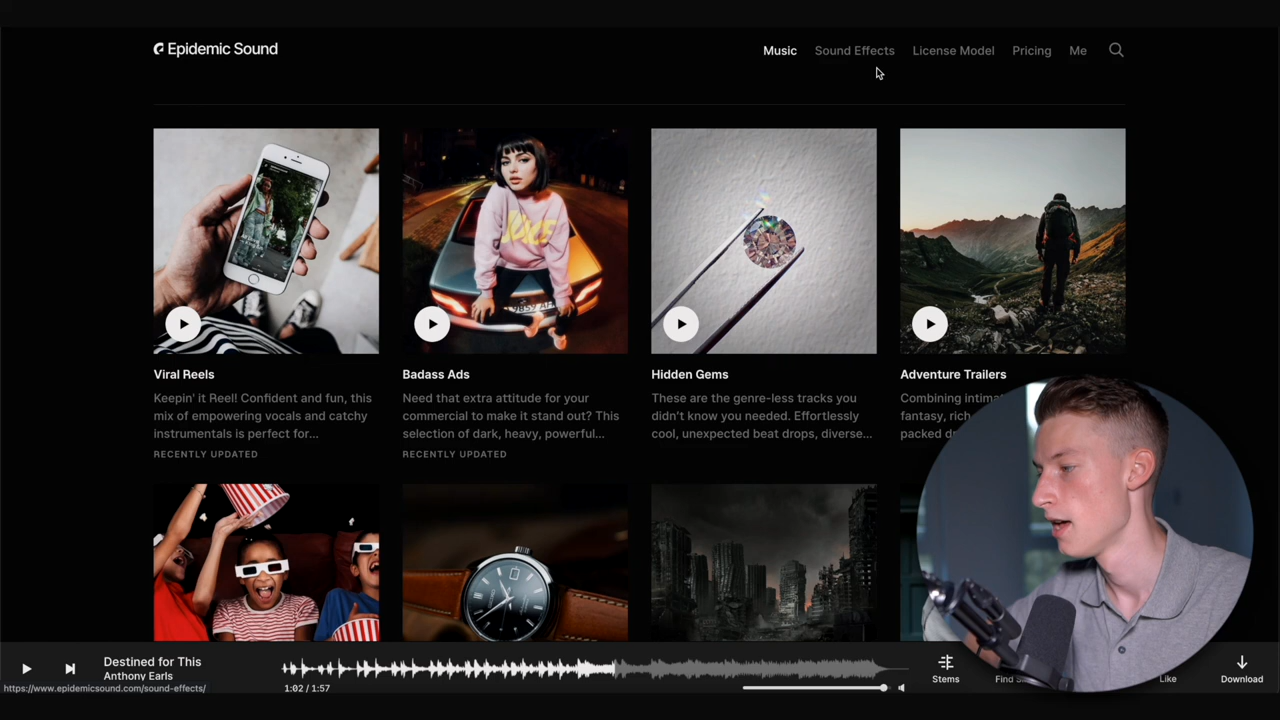 Epidemic Sound
Music
Sound Effects
License Model
Pricing
Me
Viral Reels
Keepin' it Reel! Confident and fun, this
mix of empowering vocals and catchy
instrumentals is perfect for...
RECENTLY UPDATED
Badass Ads
Need that extra attitude for your
commercial to make it stand out? This
selection of dark, heavy, powerful...
RECENTLY UPDATED
Hidden Gems
These are the genre-less tracks you
didn't know you needed. Effortlessly
cool, unexpected beat drops, diverse...
Adventure Trailers
Combining
fantasy, rich
packed
Destined for This
Anthony Earls
https://www.epidemicsound.com/sound-effects/
1:02 / 1:57
Stems
Find
Like
Download